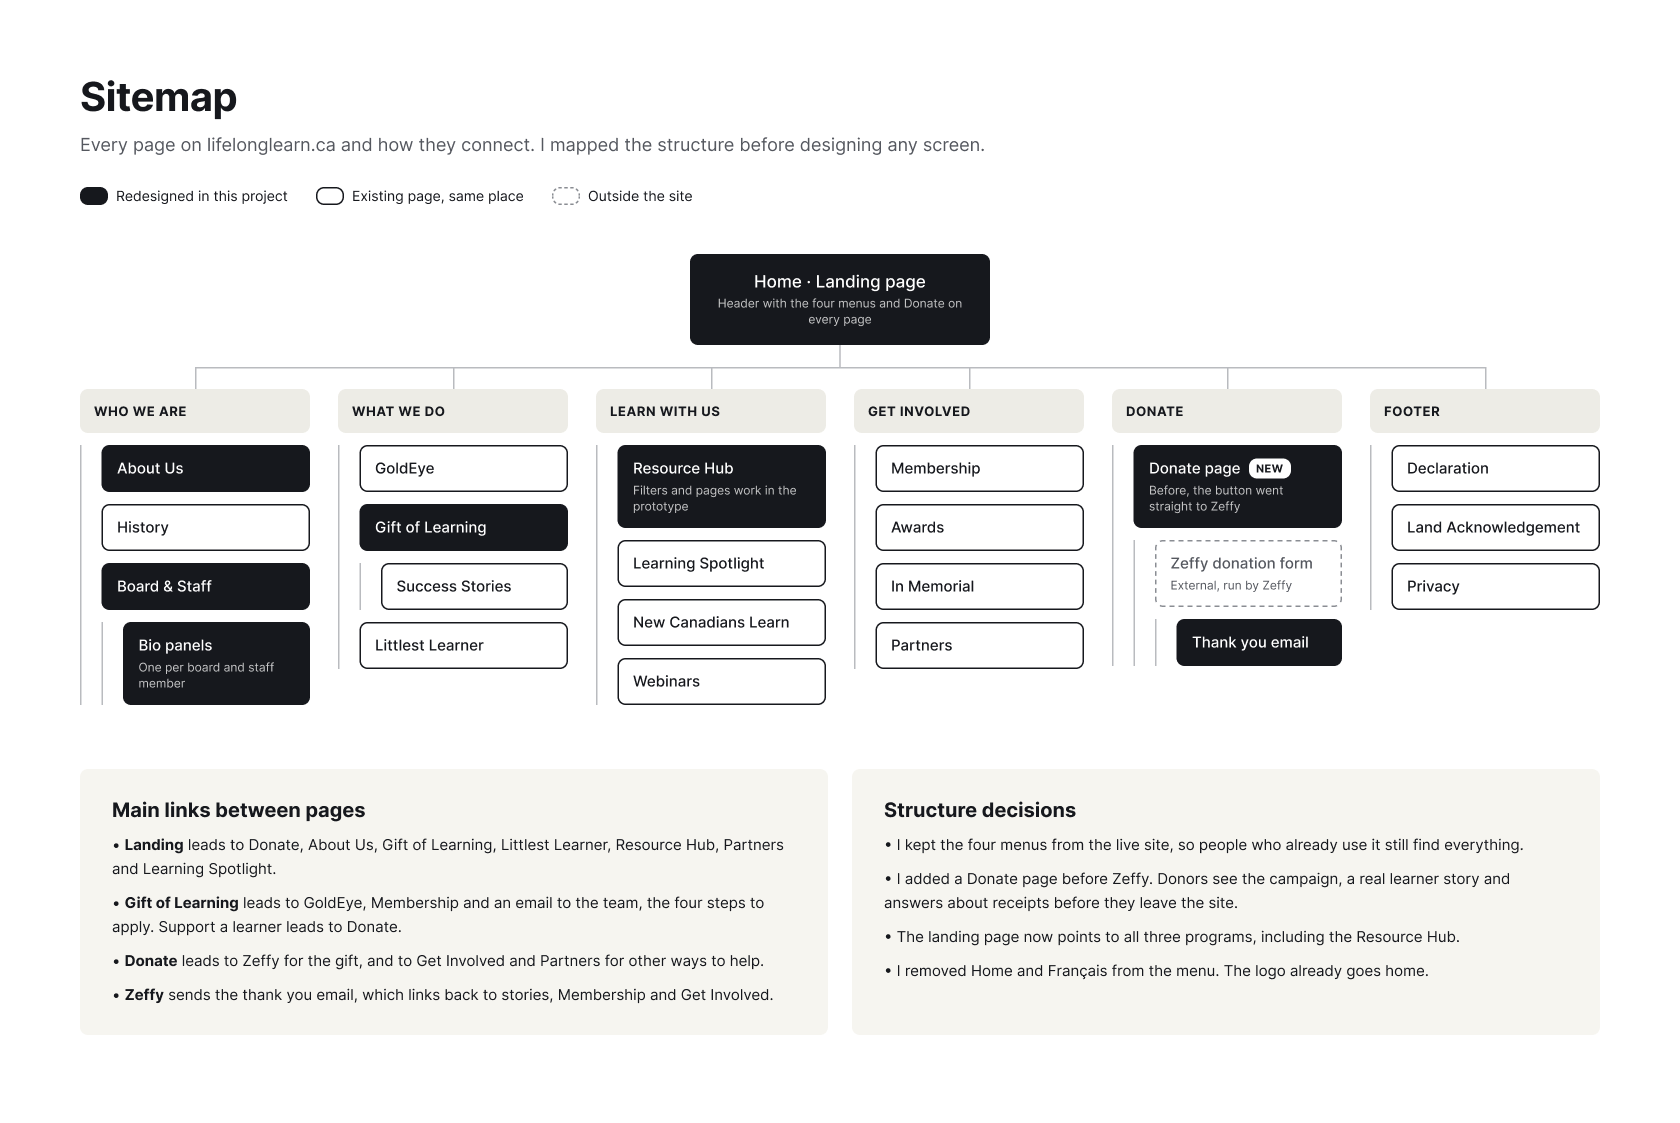 Sitemap
Every page on lifelonglearn.ca and how they connect. I mapped the structure before designing any screen.
Redesigned in this project
Existing page, same place
Outside the site
Home · Landing page
Header with the four menus and Donate on
every page
WHO WE ARE
About Us
History
Board & Staff
Bio panels
One per board and staff
member
WHAT WE DO
GoldEye
Gift of Learning
Success Stories
Littlest Learner
LEARN WITH US
Resource Hub
Filters and pages work in the
prototype
Learning Spotlight
New Canadians Learn
Webinars
GET INVOLVED
Membership
Awards
In Memorial
Partners
DONATE
Donate page NEW
Before, the button went
straight to Zeffy
Zeffy donation form
External, run by Zeffy
Thank you email
FOOTER
Declaration
Land Acknowledgement
Privacy
Main links between pages
• Landing leads to Donate, About Us, Gift of Learning, Littlest Learner, Resource Hub, Partners
and Learning Spotlight.
• Gift of Learning leads to GoldEye, Membership and an email to the team, the four steps to
apply. Support a learner leads to Donate.
• Donate leads to Zeffy for the gift, and to Get Involved and Partners for other ways to help.
• Zeffy sends the thank you email, which links back to stories, Membership and Get Involved.
Structure decisions
• I kept the four menus from the live site, so people who already use it still find everything.
• I added a Donate page before Zeffy. Donors see the campaign, a real learner story and
answers about receipts before they leave the site.
• The landing page now points to all three programs, including the Resource Hub.
• I removed Home and Français from the menu. The logo already goes home.